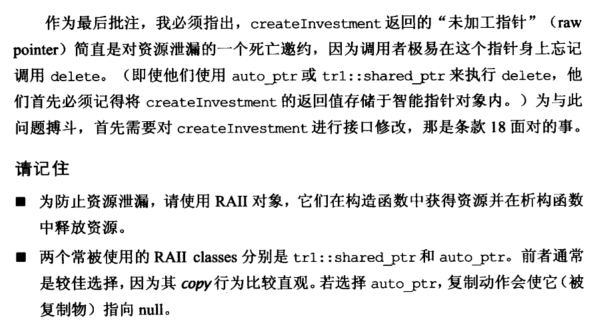 作为最后批注，我必须指出，createInvestment 返回的“未加工指针”（raw
pointer）简直是对资源泄漏的一个死亡邀约，因为调用者极易在这个指针身上忘记
调用 delete。（即使他们使用 auto_ptr 或 tr1::shared_ptr 来执行 delete，他
们首先必须记得将 createInvestment 的返回值存储于智能指针对象内。）为与此
问题搏斗，首先需要对 createInvestment 进行接口修改，那是条款 18 面对的事。
请记住
■ 为防止资源泄漏，请使用 RAII 对象，它们在构造函数中获得资源并在析构函数
中释放资源。
■ 两个常被使用的 RAII classes 分别是 tr1::shared_ptr 和 auto_ptr。前者通常
是较佳选择，因为其 copy 行为比较直观。若选择 auto_ptr，复制动作会使它（被
复制物）指向 null。